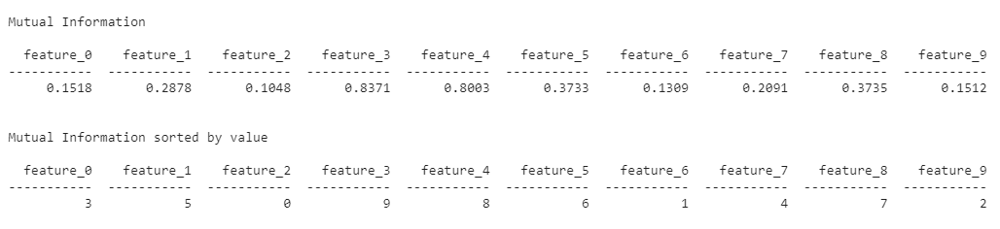 Mutual Information
feature_0 feature_1 feature_2 feature_3 feature_4 feature_5 feature_6 feature_7 feature_8 feature_9
----------- ----------- ----------- ----------- ----------- ----------- ----------- ----------- ----------- -----------
0.1518 0.2878 0.1048 0.8371 0.8003 0.3733 0.1309 0.2091 0.3735 0.1512
Mutual Information sorted by value
feature_0 feature_1 feature_2 feature_3 feature_4 feature_5 feature_6 feature_7 feature_8 feature_9
----------- ----------- ----------- ----------- ----------- ----------- ----------- ----------- ----------- -----------
3 5 0 9 8 6 1 4 7 2